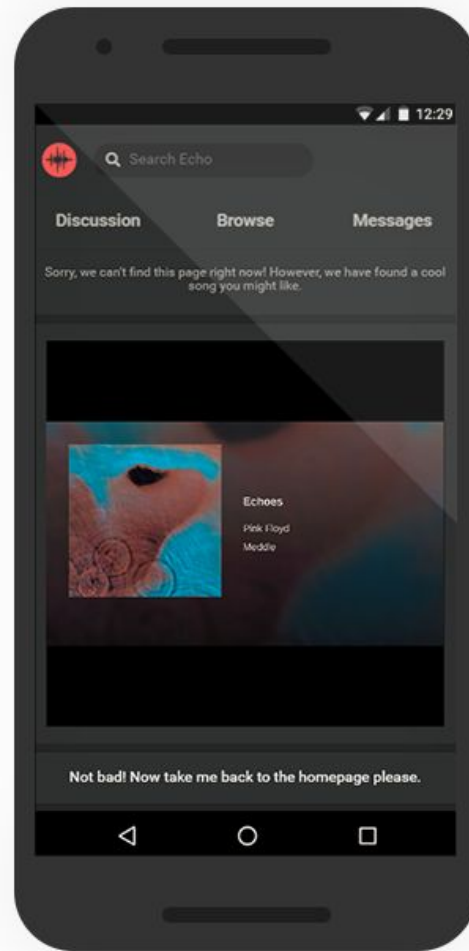 12:29
Search Echo
Discussion Browse Messages
Sorry, we can't find this page right now! However, we have found a cool
song you might like.
Echoes
Pink Floyd
Meddle
Not bad! Now take me back to the homepage please.